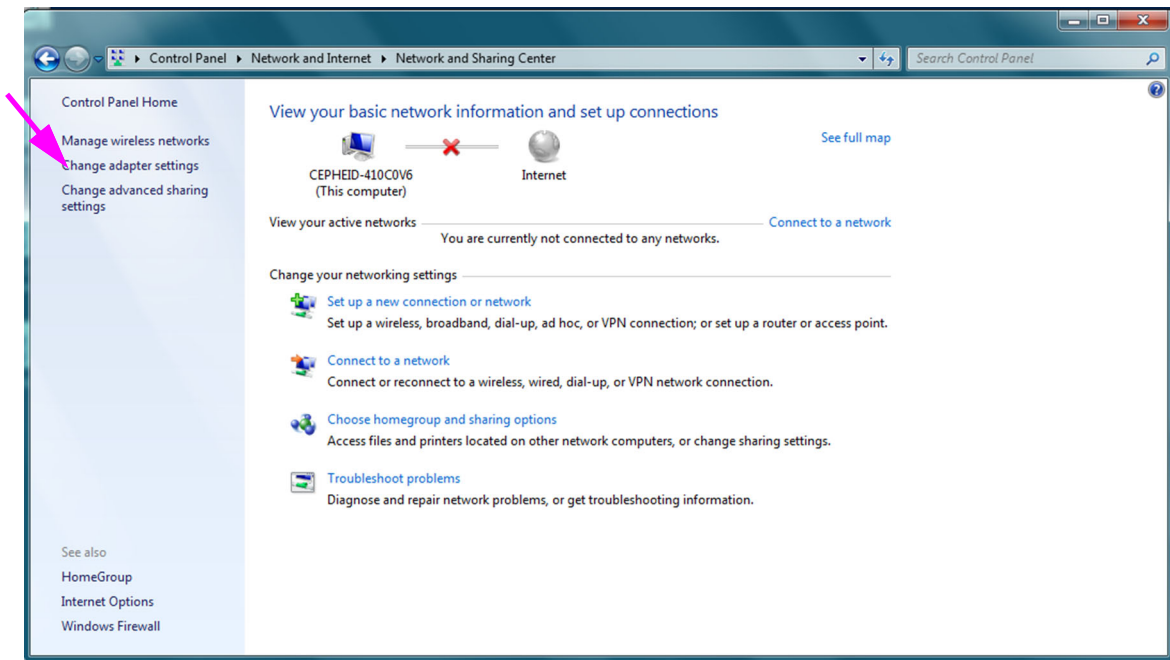 Control Panel ▸ Network and Internet ▸ Network and Sharing Center
Search Control Panel
Control Panel Home
Manage wireless networks
Change adapter settings
Change advanced sharing
settings
See also
HomeGroup
Internet Options
Windows Firewall
View your basic network information and set up connections
See full map
CEPHEID-410C0V6
(This computer)
Internet
View your active networks
Connect to a network
You are currently not connected to any networks.
Change your networking settings
Set up a new connection or network
Set up a wireless, broadband, dial-up, ad hoc, or VPN connection; or set up a router or access point.
Connect to a network
Connect or reconnect to a wireless, wired, dial-up, or VPN network connection.
Choose homegroup and sharing options
Access files and printers located on other network computers, or change sharing settings.
Troubleshoot problems
Diagnose and repair network problems, or get troubleshooting information.